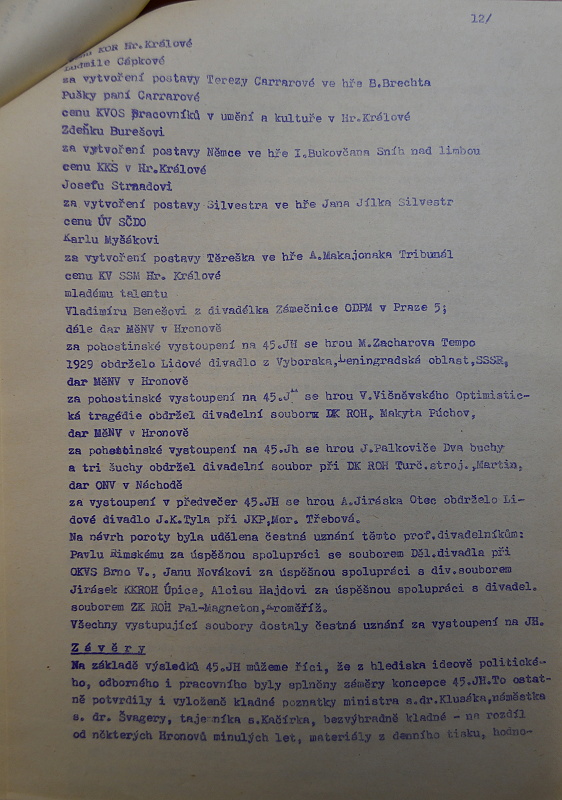 12/
KOR Hr.Králové
Ludmile Cápkové
za vytvoření postavy Terezy Carrarové ve hře B.Brechta
Pušky paní Carrarové
cenu KVOS pracovníků v umění a kultuře v Hr.Králové
Zdeňku Burešovi
za vytvoření postavy Němce ve hře I.Bukovčana Sníh nad limbou
cenu KKS v Hr.Králové
Josefu Strnadovi
za vytvoření postavy Silvestra ve hře Jana Jílka Silvestr
cenu ÚV SČDO
Karlu Myšákovi
za vytvoření postavy Těreška ve hře A.Makajonaka Tribunál
cenu KV SSM Hr. Králové
mladému talentu
Vladimíru Benešovi z divadélka Zámečnice ODPM v Praze 5;
dále dar MěNV v Hronově
za pohostinské vystoupení na 45.JH se hrou M.Zacharova Tempo
1929 obdrželo Lidové divadlo z Vyborska,Leningradská oblast,SSSR,
dar MěNV v Hronově
za pohostinské vystoupení na 45.J se hrou V.Višněvského Optimistic-
ká tragédie obdržel divadelní soubor DK ROH, Makyta Púchov,
dar MěNV v Hronově
za pohostinské vystoupení na 45.Jh se hrou J.Palkoviče Dva buchy
a tri šuchy obdržel divadelní soubor při DK ROH Turč.stroj.,Martin,
dar ONV v Náchodě
za vystoupení v předvečer 45.JH se hrou A.Jiráska Otec obdrželo Li-
dové divadlo J.K.Tyla při JKP,Mor. Třebová.
Na návrh poroty byla udělena čestná uznání těmto prof.divadelníkům:
Pavlu Rimskému za úspěšnou spolupráci se souborem Děl.divadla při
OKVS Brno V., Janu Novákovi za úspěšnou spolupráci s div.souborem
Jirásek KKROH Úpice, Aloisu Hajdovi za úspěšnou spolupráci s divadel.
souborem ZK ROH Pal-Magneton,Kroměříž.
Všechny vystupující soubory dostaly čestná uznání za vystoupení na JH.
Závěry
Na základě výsledků 45.JH můžeme říci, že z hlediska ideově politické-
ho, odborného i pracovního byly splněny záměry koncepce 45.JH.To ostat-
ně potvrdily i vyloženě kladné poznatky ministra s.dr.Klusáka,náměstka
s. dr. Švagery, tajemníka s.Kačírka, bezvýhradně kladné - na rozdíl
od některých Hronovů minulých let, materiály z denního tisku, hodno-